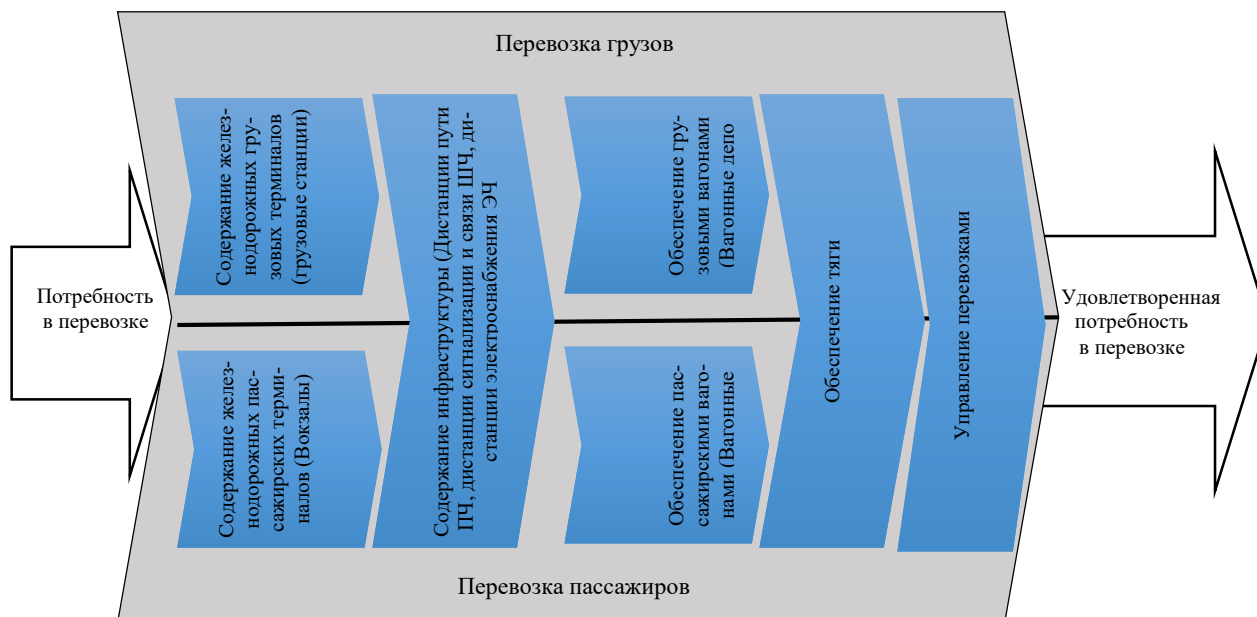 Перевозка грузов
Потребность
в перевозке
Содержание желез-
нодорожных гру-
зовых терминалов
(грузовые станции)
Содержание желез-
нодорожных пас-
сажирских терми-
налов (Вокзалы)
Содержание инфраструктуры (Дистанции пути
ПЧ, дистанции сигнализации и связи ШЧ, ди-
станции электроснабжения ЭЧ
Обеспечение гру-
зовыми вагонами
(Вагонные депо
Обеспечение пас-
сажирскими ваго-
нами (Вагонные
Обеспечение тяги
Управление перевозками
Удовлетворенная
потребность
в перевозке
Перевозка пассажиров